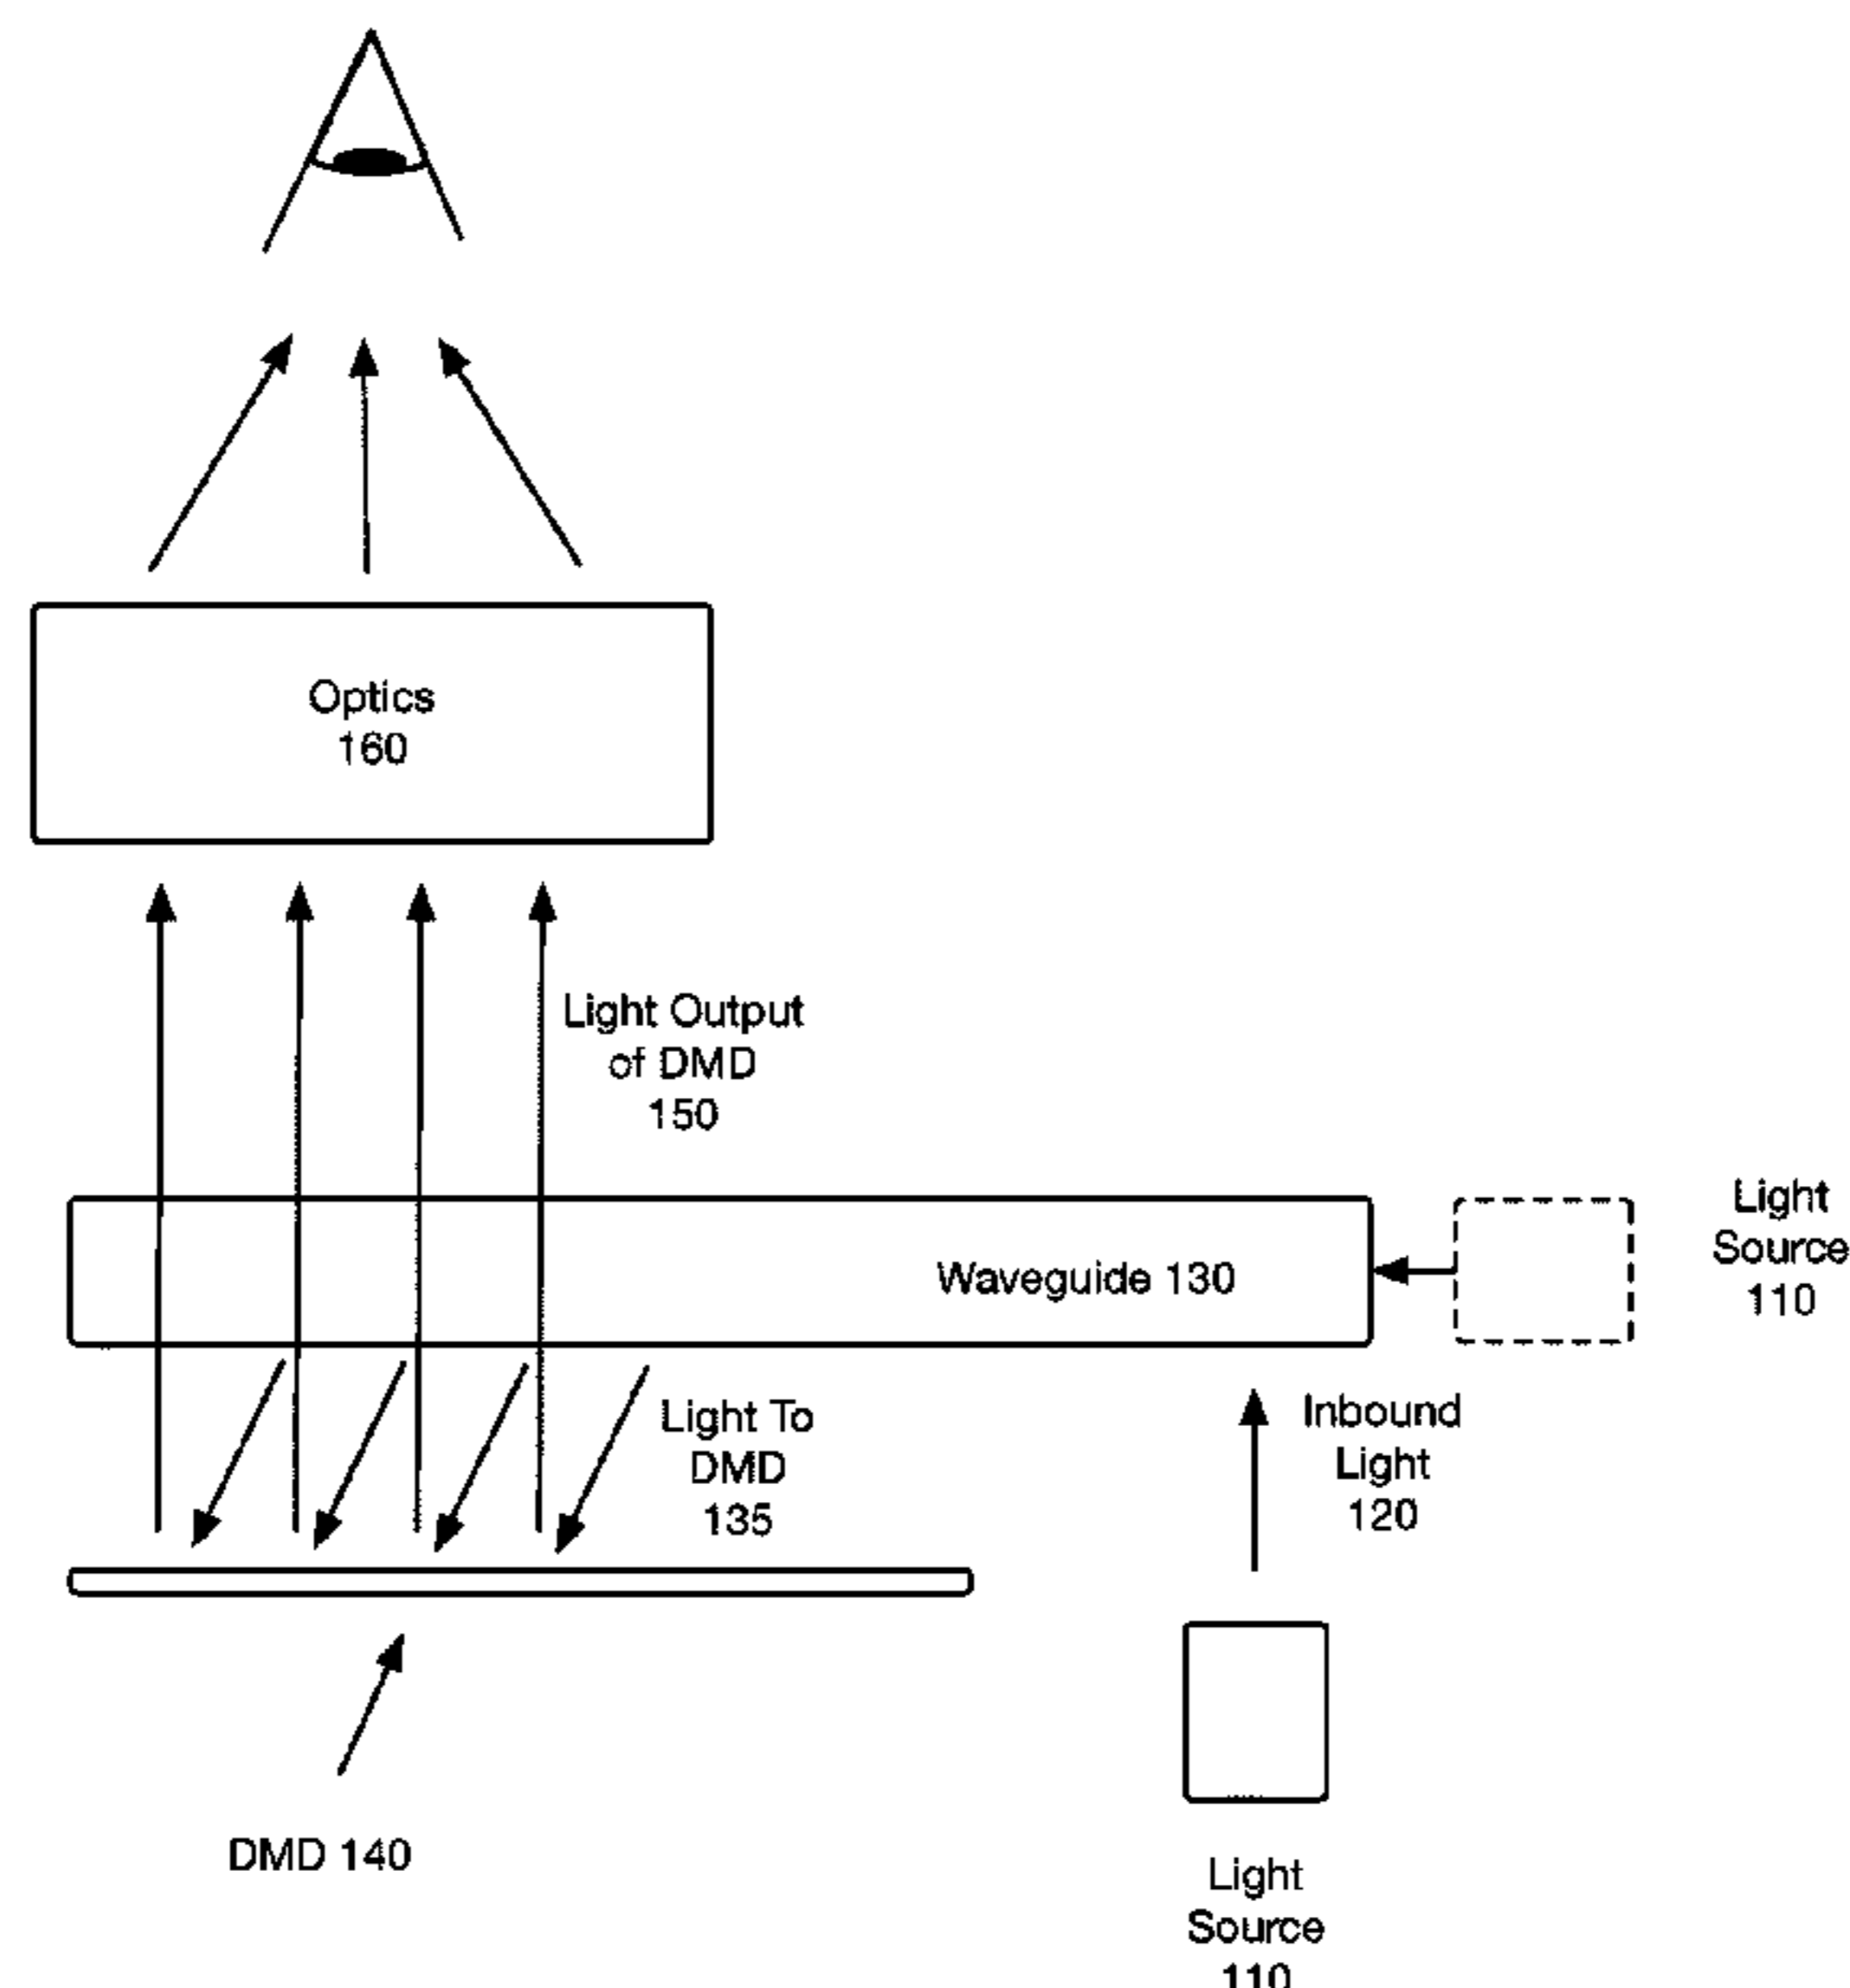 Optics
160
Light Output
of DMD
150
Waveguide 130
Light
Source
110
Light To
DMD
135
Inbound
Light
120
DMD 140
Light
Source
110